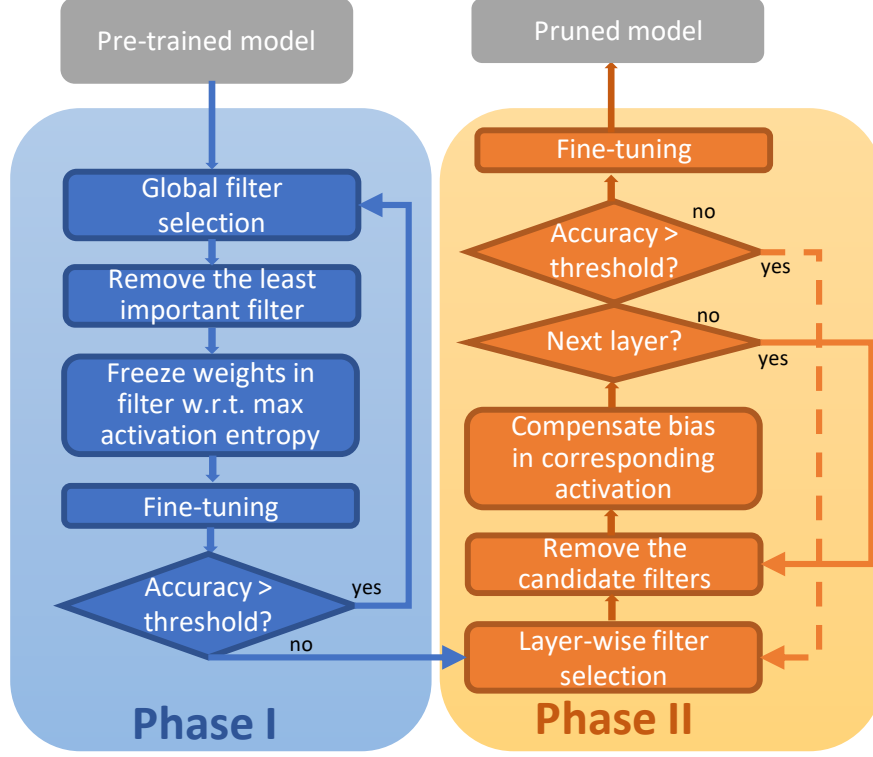 Pre-trained model
Global filter
selection
Remove the least
important filter
Freeze weights in
filter w.r.t. max
activation entropy
Fine-tuning
Accuracy >
threshold?
yes
no
Phase I
Pruned model
Fine-tuning
no
Accuracy >
threshold?
yes
no
Next layer?
yes
Compensate bias
in corresponding
activation
Remove the
candidate filters
Layer-wise filter
selection
Phase II